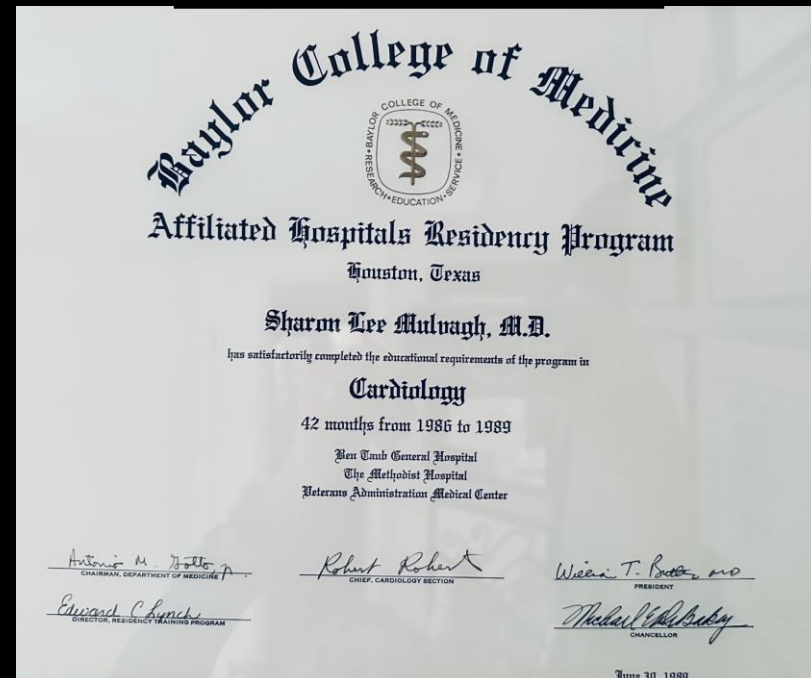 Baylor College of Medicine
BAYLOR COLLEGE OF MEDICINE • RESEARCH • EDUCATION • SERVICE •
Affiliated Hospitals Residency Program
Houston, Texas
Sharon Lee Mulvagh, M.D.
has satisfactorily completed the educational requirements of the program in
Cardiology
42 months from 1986 to 1989
Ben Taub General Hospital
The Methodist Hospital
Veterans Administration Medical Center
Antonio M. Gotto, Jr.
CHAIRMAN, DEPARTMENT OF MEDICINE
Robert Robert
CHIEF, CARDIOLOGY SECTION
William T. Butler MD
PRESIDENT
Edward C Lynch
DIRECTOR, RESIDENCY TRAINING PROGRAM
Michael E DeBakey
CHANCELLOR
June 30, 1989